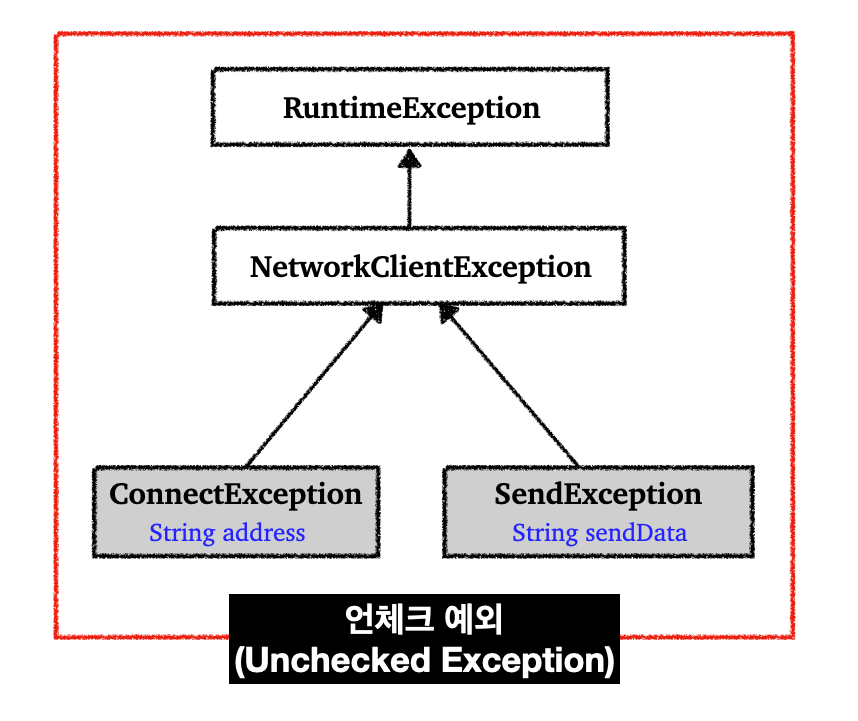 RuntimeException
NetworkClientException
ConnectException
String address
SendException
String sendData
언체크 예외
(Unchecked Exception)